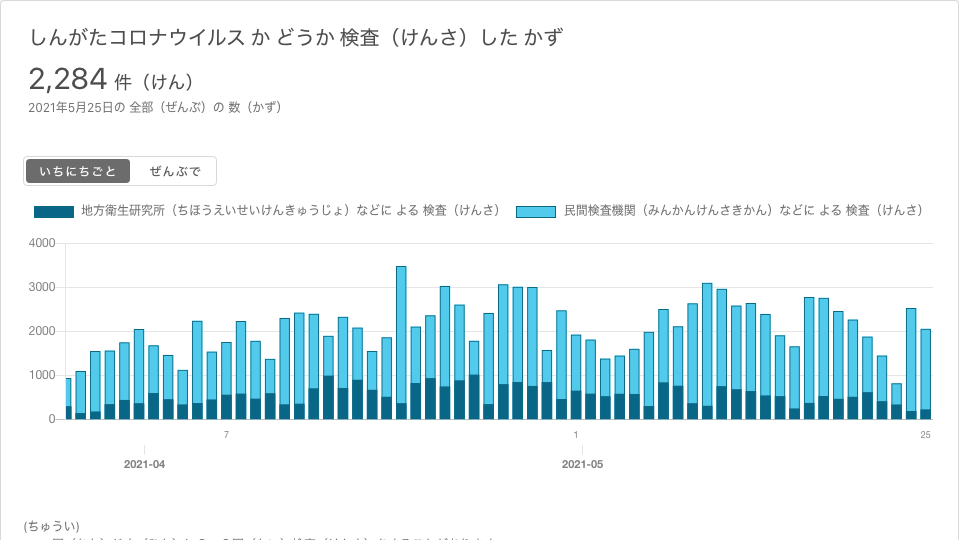 しんがたコロナウイルス か どうか 検査（けんさ）した かず
2,284 件（けん）
2021年5月25日の 全部（ぜんぶ）の 数（かず）
いちにちごと ぜんぶで
地方衛生研究所（ちほうえいせいけんきゅうじょ）などに よる 検査（けんさ） 民間検査機関（みんかんけんさきかん）などに よる 検査（けんさ）
4000
3000
2000
1000
0
7 1 25
2021-04 2021-05
(ちゅうい)